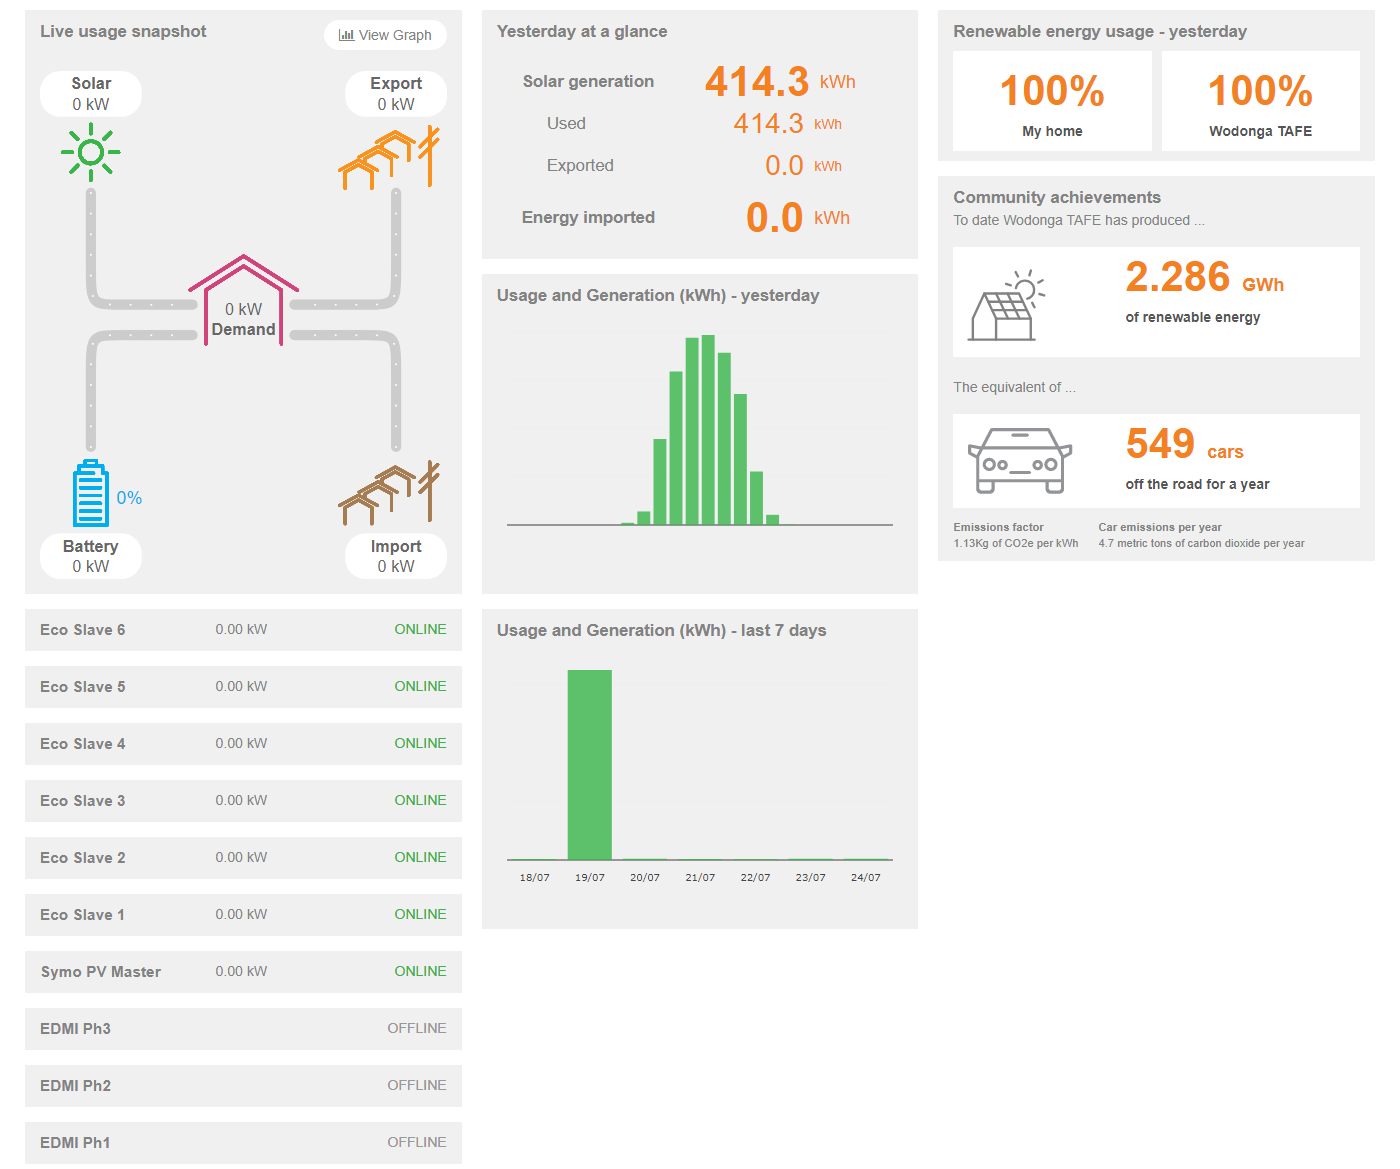 Live usage snapshot
View Graph
Solar
0 kW
Export
0 kW
0 kW
Demand
0%
Battery
0 kW
Import
0 kW
Eco Slave 6 0.00 kW ONLINE
Eco Slave 5 0.00 kW ONLINE
Eco Slave 4 0.00 kW ONLINE
Eco Slave 3 0.00 kW ONLINE
Eco Slave 2 0.00 kW ONLINE
Eco Slave 1 0.00 kW ONLINE
Symo PV Master 0.00 kW ONLINE
EDMI Ph3 OFFLINE
EDMI Ph2 OFFLINE
EDMI Ph1 OFFLINE
Yesterday at a glance
Solar generation 414.3 kWh
Used 414.3 kWh
Exported 0.0 kWh
Energy imported 0.0 kWh
Usage and Generation (kWh) - yesterday
Usage and Generation (kWh) - last 7 days
18/07 19/07 20/07 21/07 22/07 23/07 24/07
Renewable energy usage - yesterday
100%
My home
100%
Wodonga TAFE
Community achievements
To date Wodonga TAFE has produced ...
2.286 GWh
of renewable energy
The equivalent of ...
549 cars
off the road for a year
Emissions factor
1.13Kg of CO2e per kWh
Car emissions per year
4.7 metric tons of carbon dioxide per year